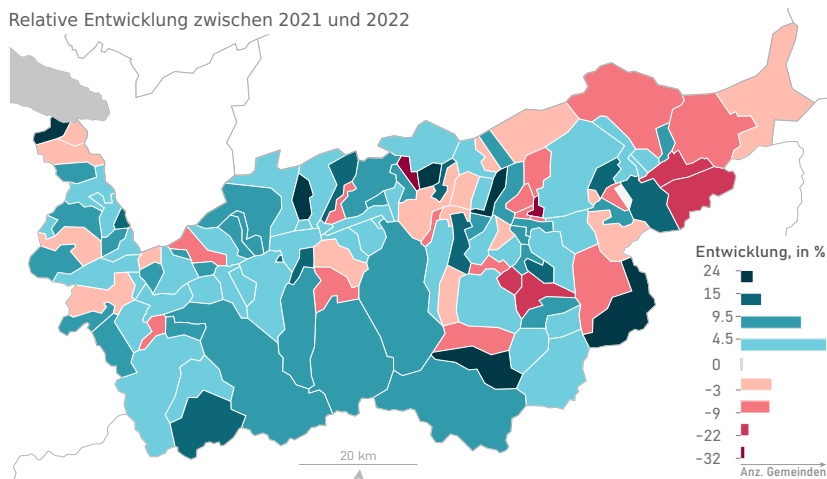 Relative Entwicklung zwischen 2021 und 2022
Entwicklung, in %
24
15
9.5
4.5
0
-3
-9
-22
-32
Anz. Gemeinden
20 km